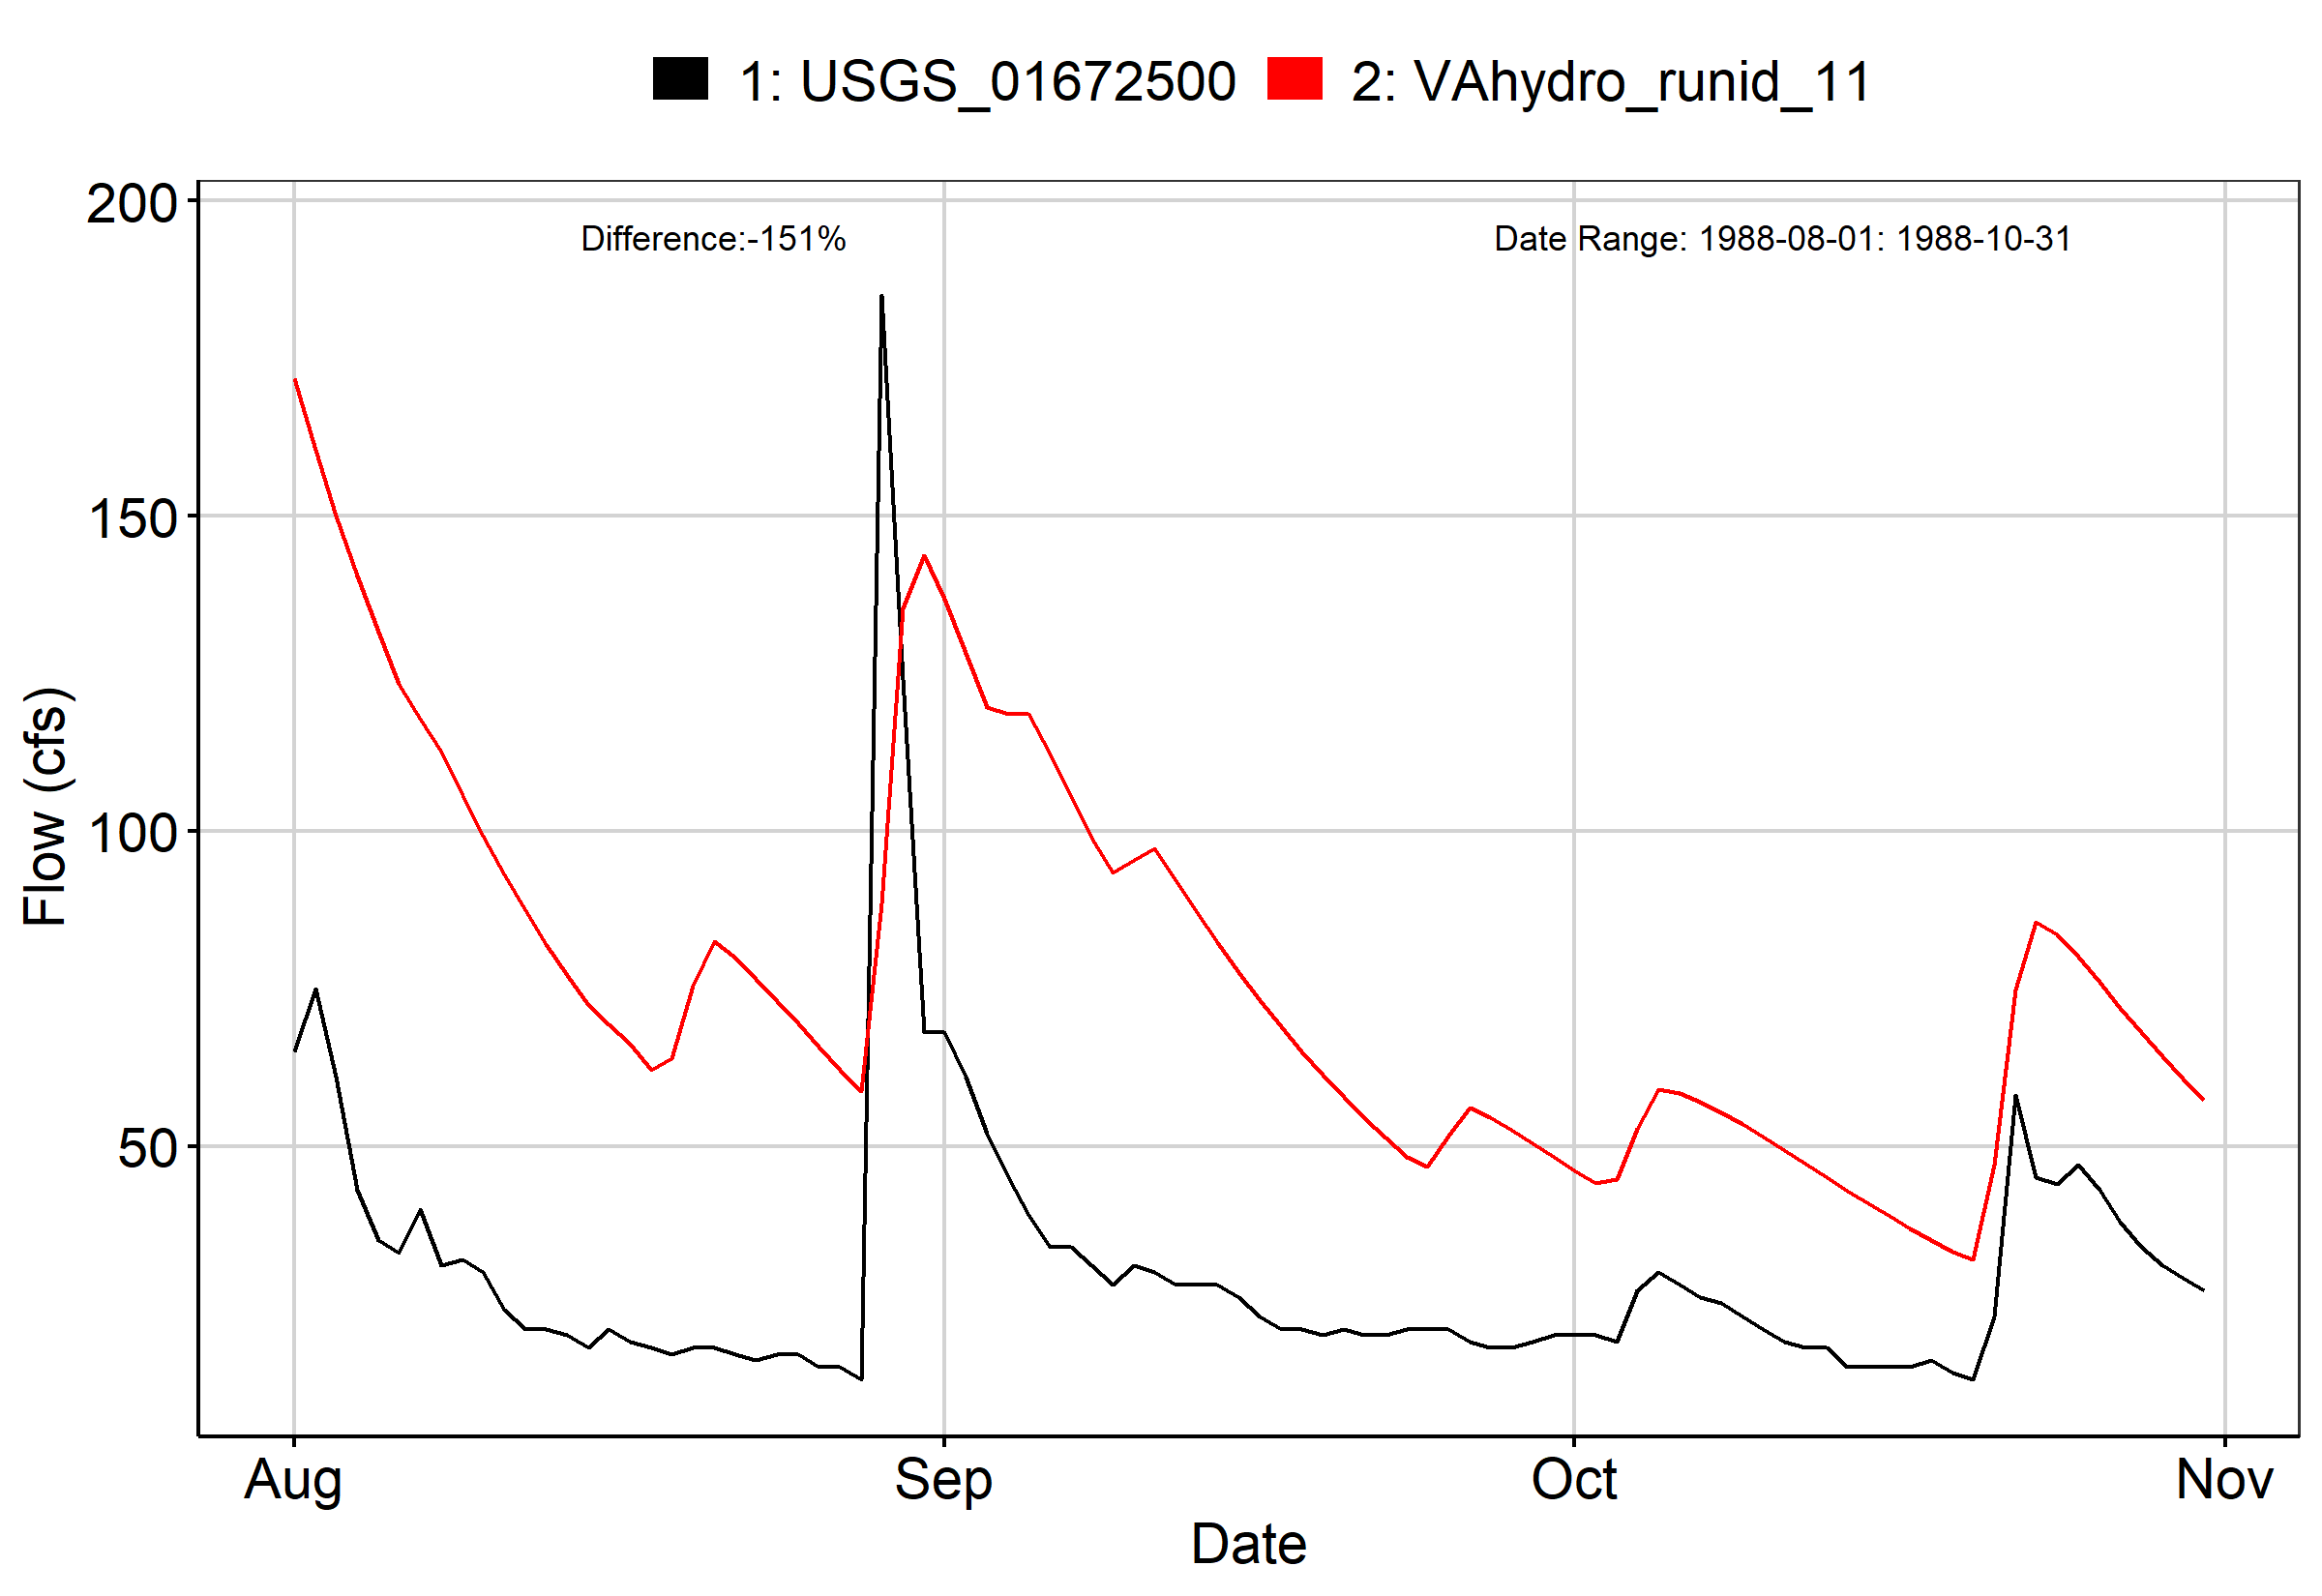 1: USGS_01672500 2: VAhydro_runid_11
200
Difference:-151% Date Range: 1988-08-01: 1988-10-31
150
100
50
Flow (cfs)
Aug Sep Oct Nov
Date